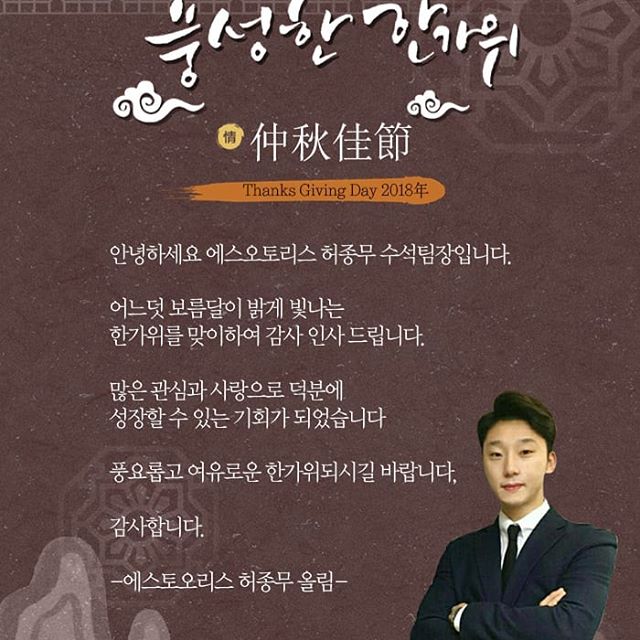 풍성한 한가위
情 仲秋佳節
Thanks Giving Day 2018年
안녕하세요 에스오토리스 허종무 수석팀장입니다.
어느덧 보름달이 밝게 빛나는
한가위를 맞이하여 감사 인사 드립니다.
많은 관심과 사랑으로 덕분에
성장할 수 있는 기회가 되었습니다
풍요롭고 여유로운 한가위되시길 바랍니다,
감사합니다.
-에스토오리스 허종무 올림-